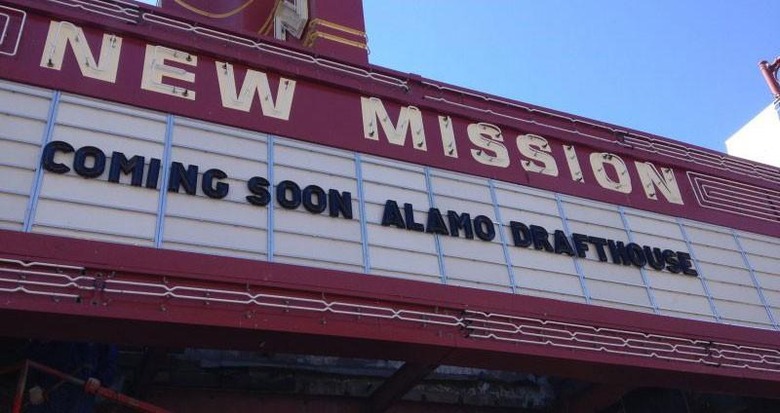 NEW MISSION
COMING SOON ALAMO DRAFTHOUSE